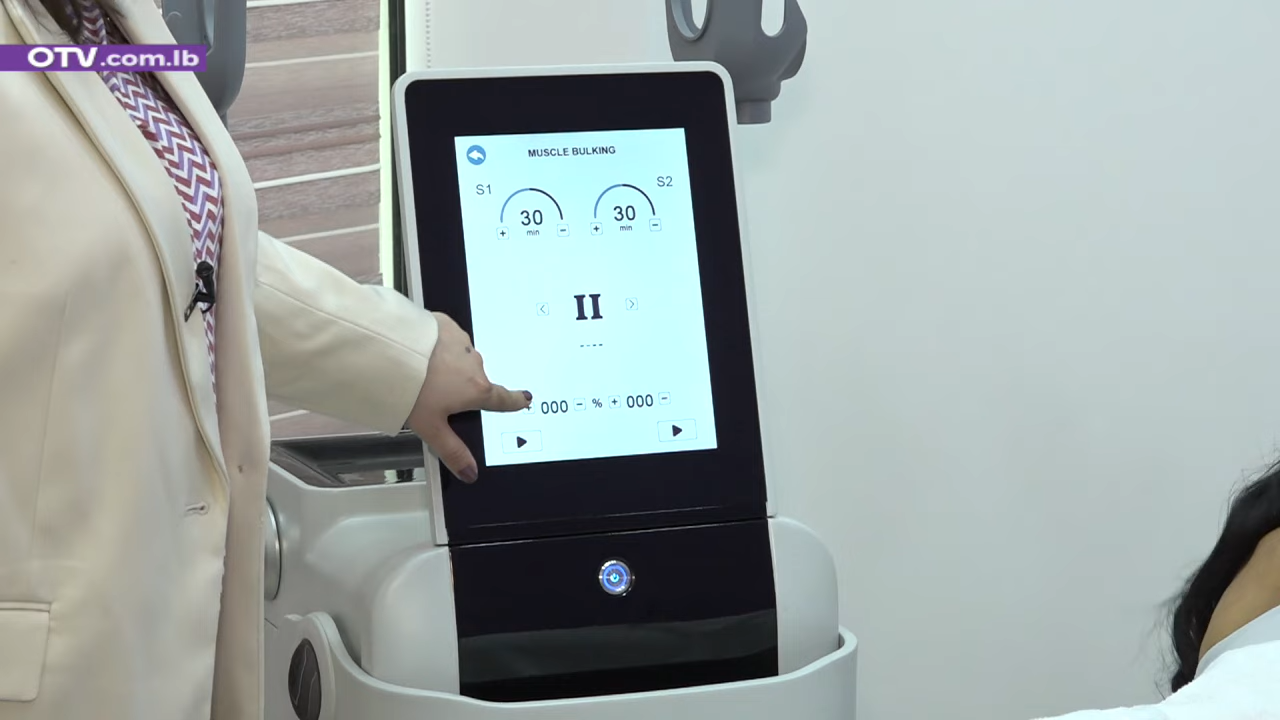 OTV.com.lb
MUSCLE BULKING
S1
S2
30
30
min
min
+
−
+
−
<
II
>
----
+ 000 − % + 000 −